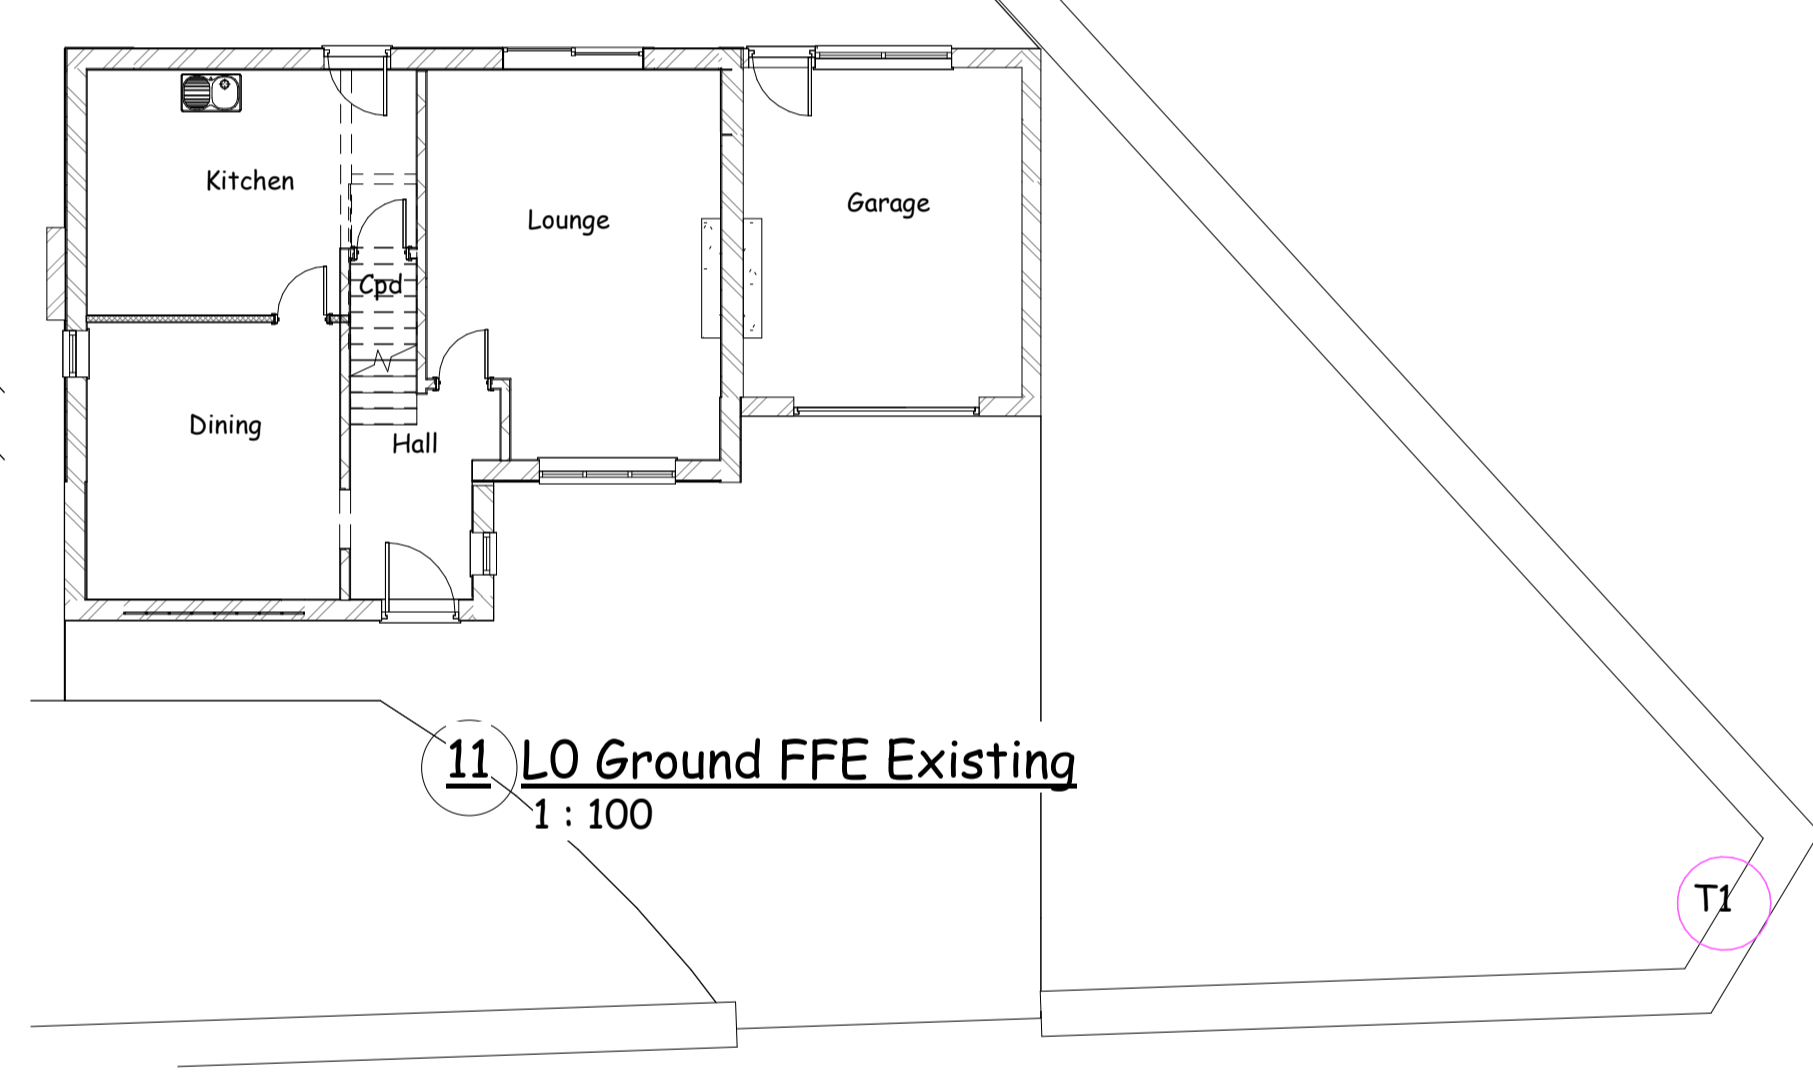 Kitchen
Lounge
Garage
Cpd
Dining
Hall
11 L0 Ground FFE Existing
1 : 100
T1